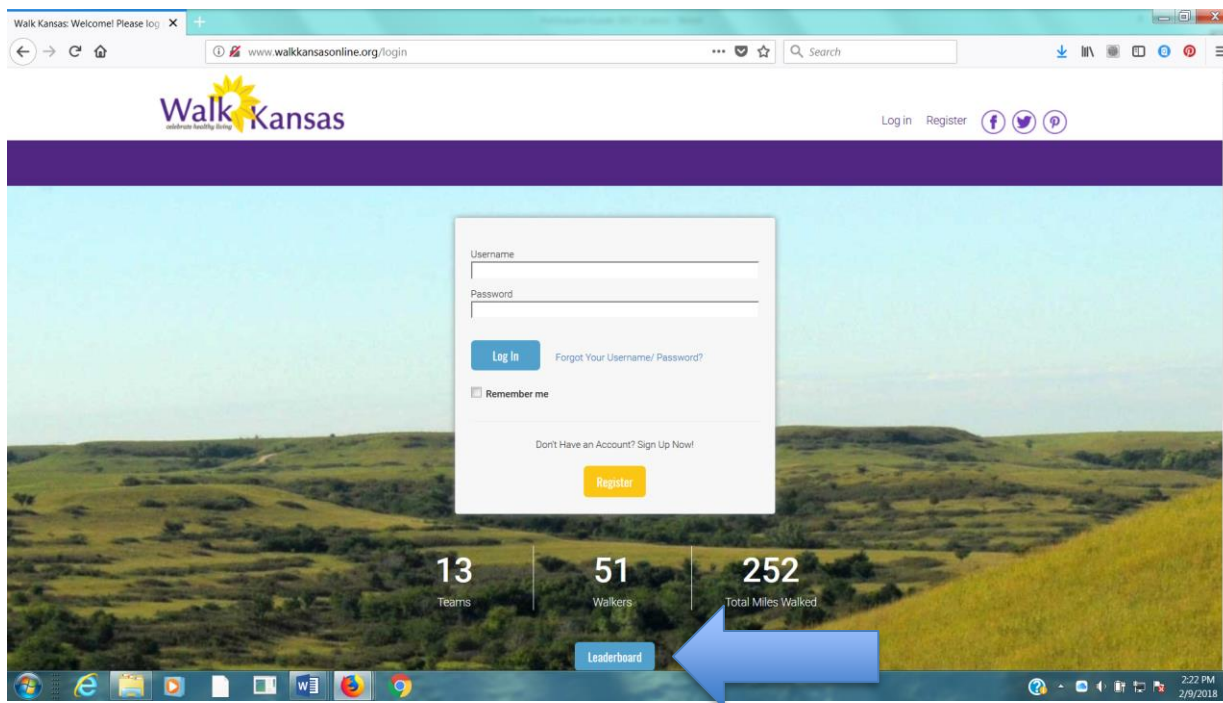 Walk Kansas: Welcome! Please log
www.walkkansasonline.org/login
Search
Walk Kansas
celebrate healthy living
Log in Register
Username
Password
Log In Forgot Your Username/ Password?
Remember me
Don't Have an Account? Sign Up Now!
Register
13 51 252
Teams Walkers Total Miles Walked
Leaderboard
2:22 PM
2/9/2018